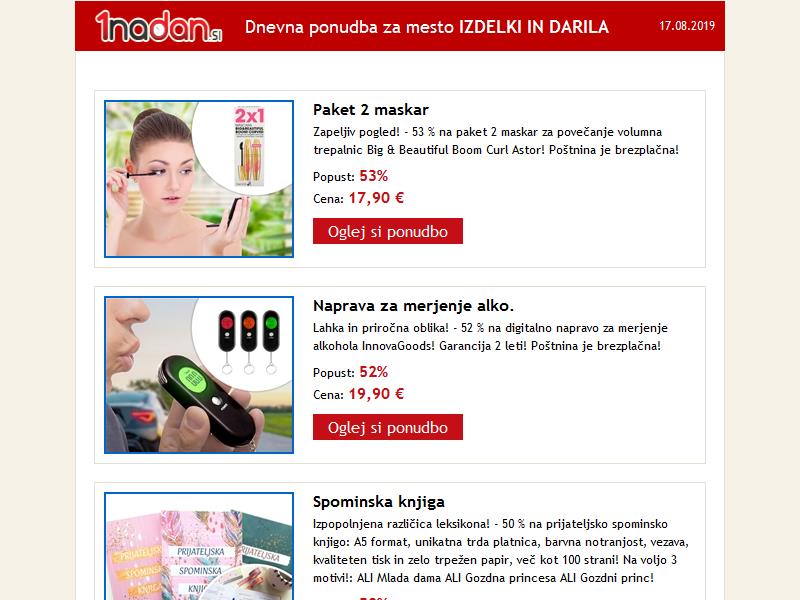 1nadan.si
Dnevna ponudba za mesto IZDELKI IN DARILA
17.08.2019
2x1
Paket 2 maskar
Zapeljiv pogled! - 53 % na paket 2 maskar za povečanje volumna
trepalnic Big & Beautiful Boom Curl Astor! Poštnina je brezplačna!
Popust: 53%
Cena: 17,90 €
Oglej si ponudbo
Naprava za merjenje alko.
Lahka in priročna oblika! - 52 % na digitalno napravo za merjenje
alkohola InnovaGoods! Garancija 2 leti! Poštnina je brezplačna!
Popust: 52%
Cena: 19,90 €
Oglej si ponudbo
PRIJATELJSKA
SPOMINSKA
KNJIGA
Spominska knjiga
Izpopolnjena različica leksikona! - 50 % na prijateljsko spominsko
knjigo: A5 format, unikatna trda platnica, barvna notranjost, vezava,
kvaliteten tisk in zelo trpežen papir, več kot 100 strani! Na voljo 3
motivi!: ALI Mlada dama ALI Gozdna princesa ALI Gozdni princ!